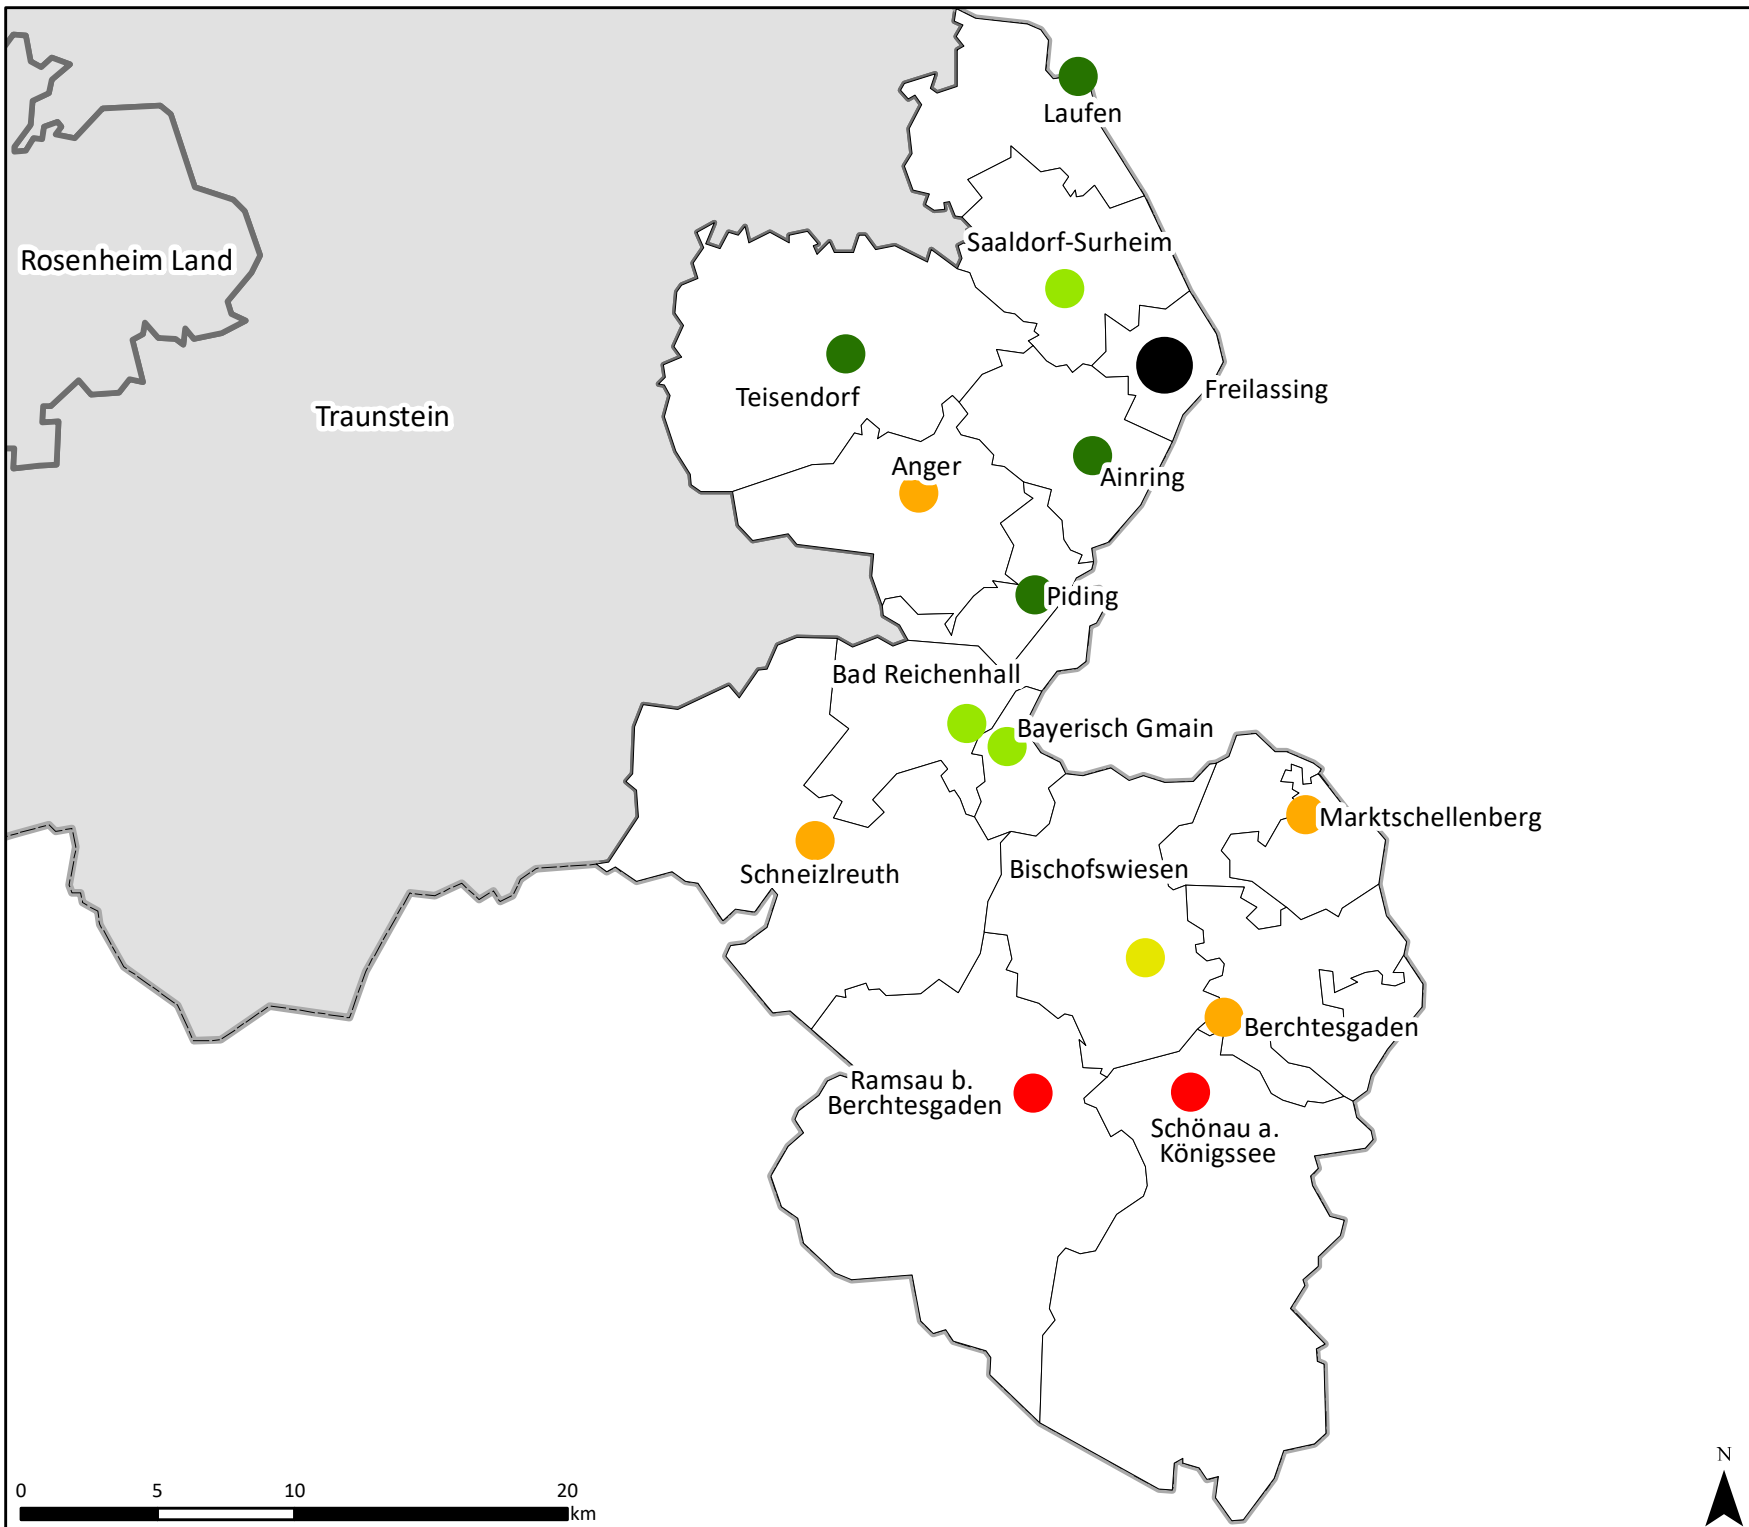 Laufen
Saaldorf-Surheim
Rosenheim Land
Freilassing
Teisendorf
Traunstein
Anger
Ainring
Piding
Bad Reichenhall
Bayerisch Gmain
Marktschellenberg
Bischofswiesen
Schneizlreuth
Berchtesgaden
Ramsau b.
Berchtesgaden
Schönau a.
Königssee
N
0 5 10 20
km